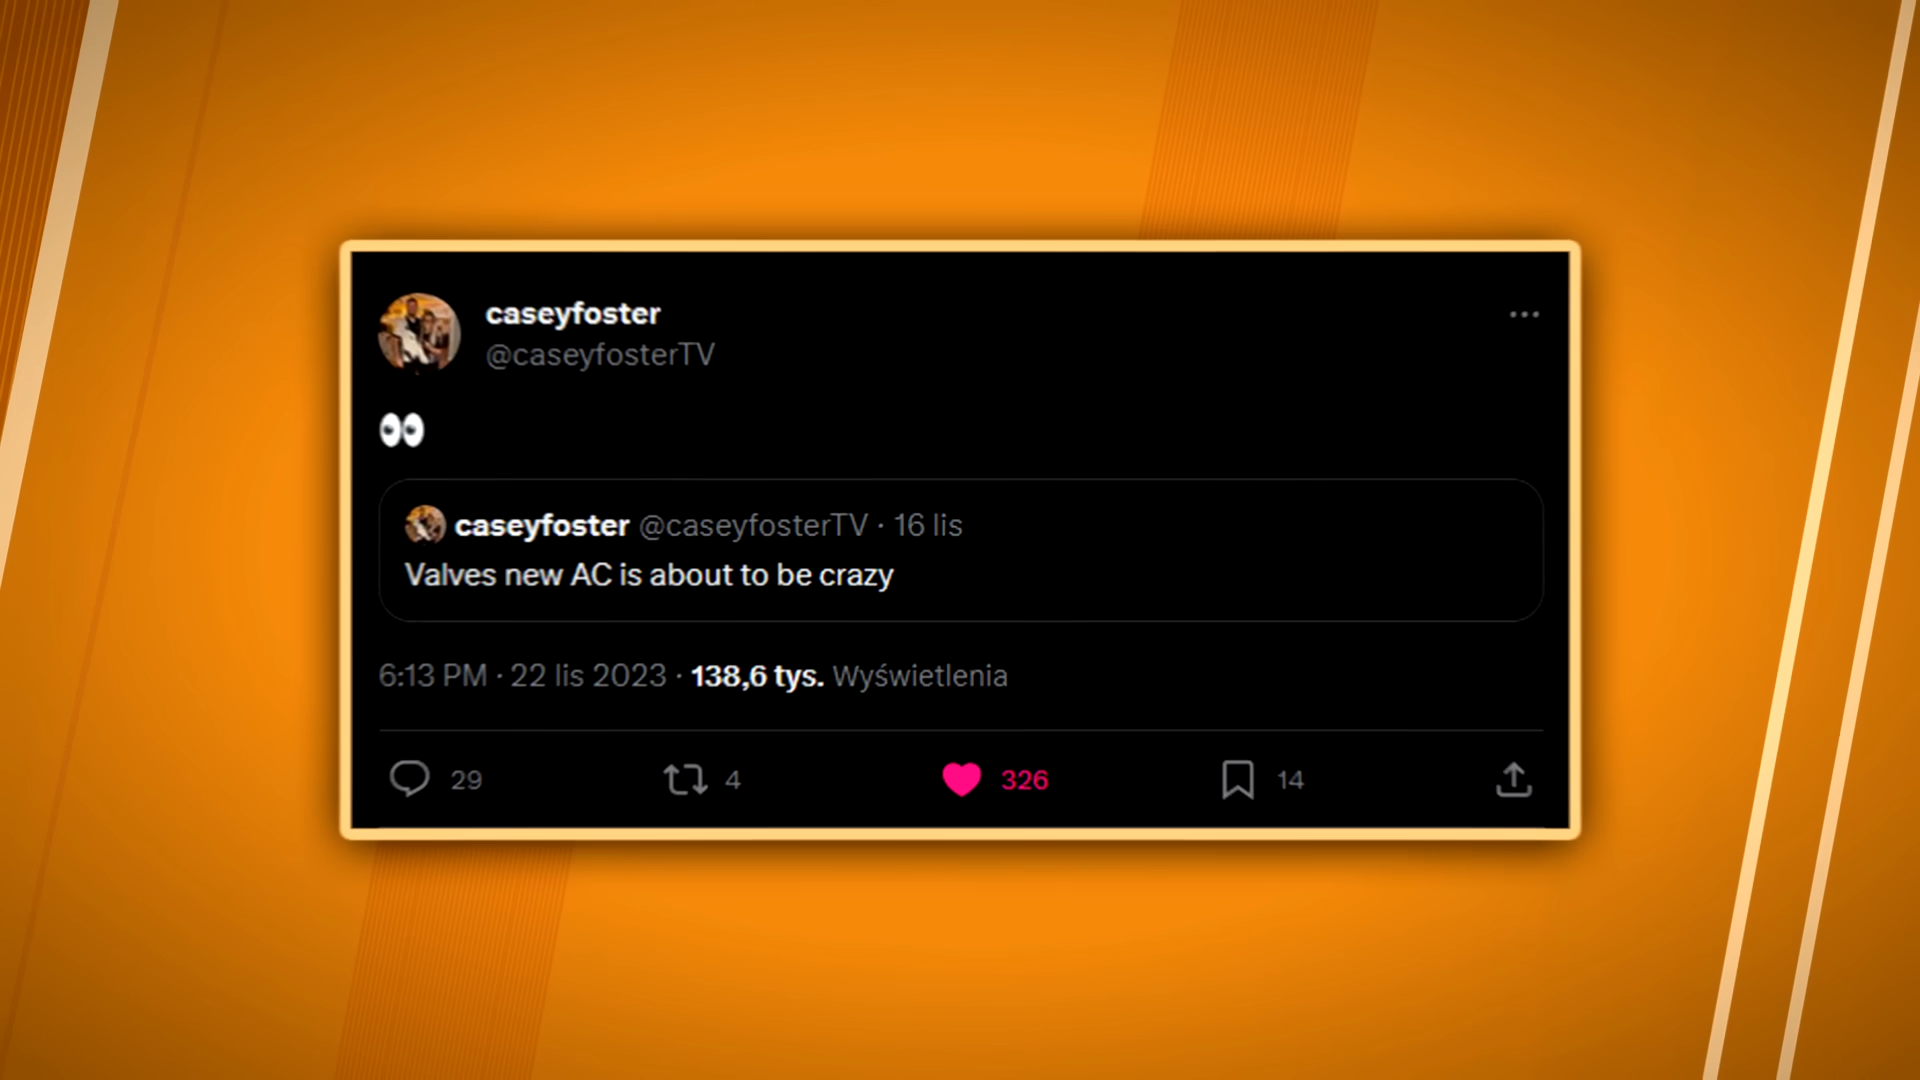 caseyfoster
@caseyfosterTV
👀
caseyfoster @caseyfosterTV · 16 lis
Valves new AC is about to be crazy
6:13 PM · 22 lis 2023 · 138,6 tys. Wyświetlenia
29 4 326 14